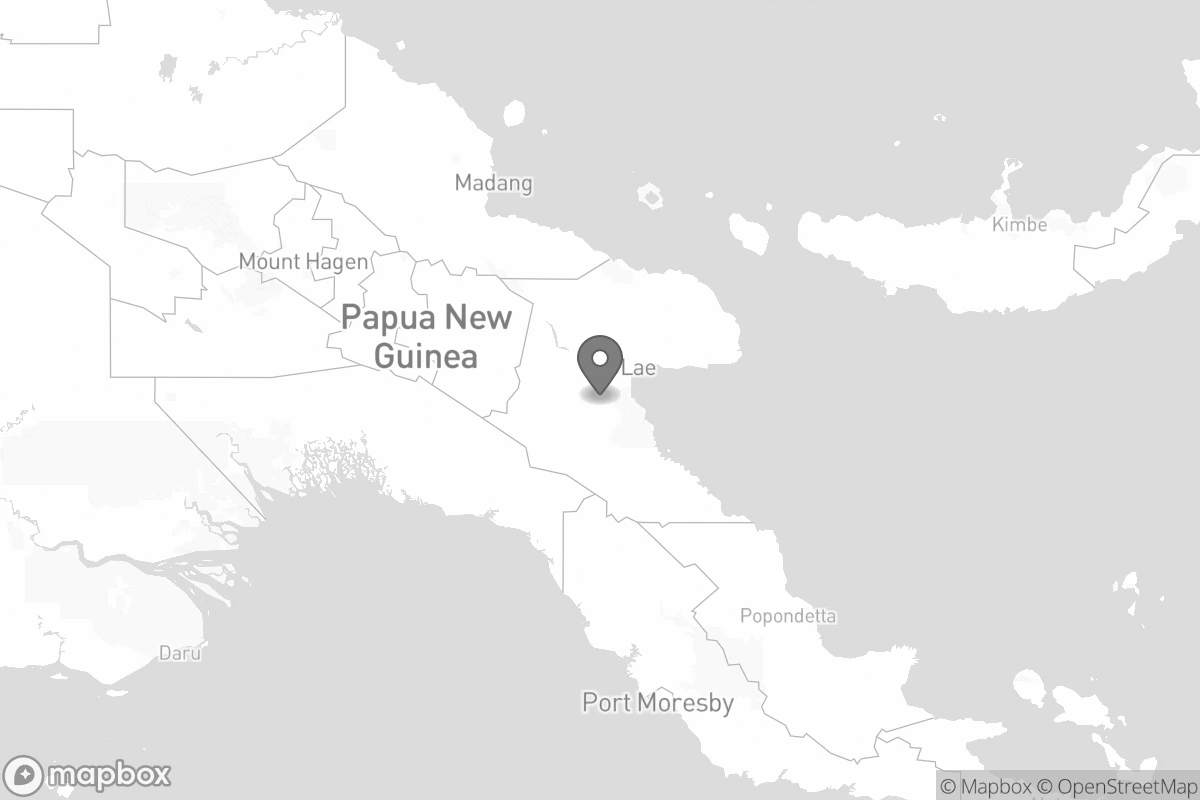 Madang
Kimbe
Mount Hagen
Papua New
Guinea
Lae
Popondetta
Daru
Port Moresby
mapbox
© Mapbox © OpenStreetMap